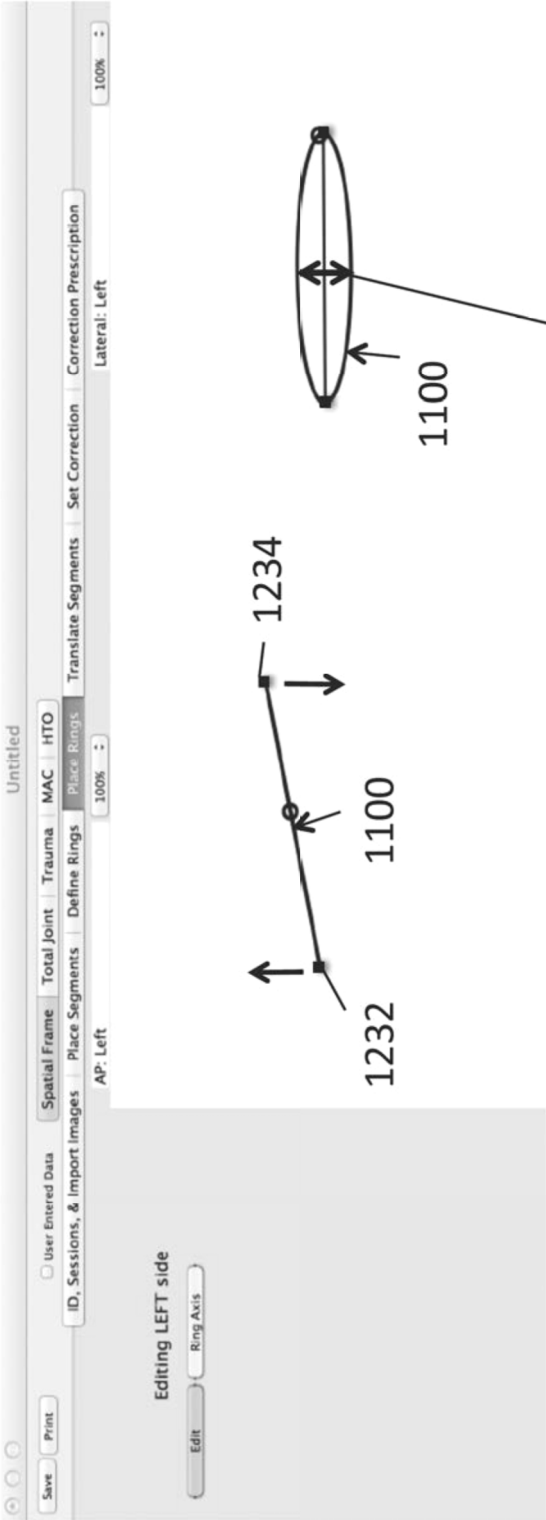 Untitled
Save Print User Entered Data Spatial Frame Total Joint Trauma MAC HTO
ID, Sessions, & Import Images Place Segments Define Rings Place Rings Translate Segments Set Correction Correction Prescription
AP: Left 100% Lateral: Left 100%
Editing LEFT side
Edit Ring Axis
1234
1232
1100
1100